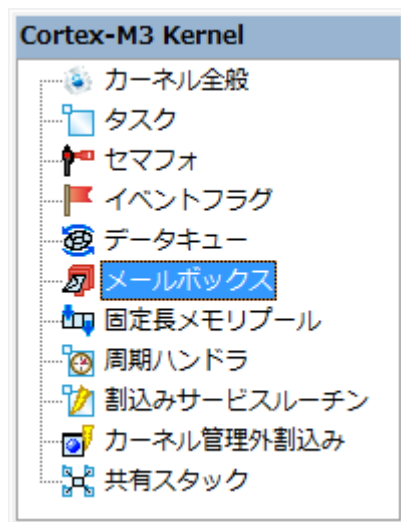 Cortex-M3 Kernel
カーネル全般
タスク
セマフォ
イベントフラグ
データキュー
メールボックス
固定長メモリプール
周期ハンドラ
割込みサービスルーチン
カーネル管理外割込み
共有スタック